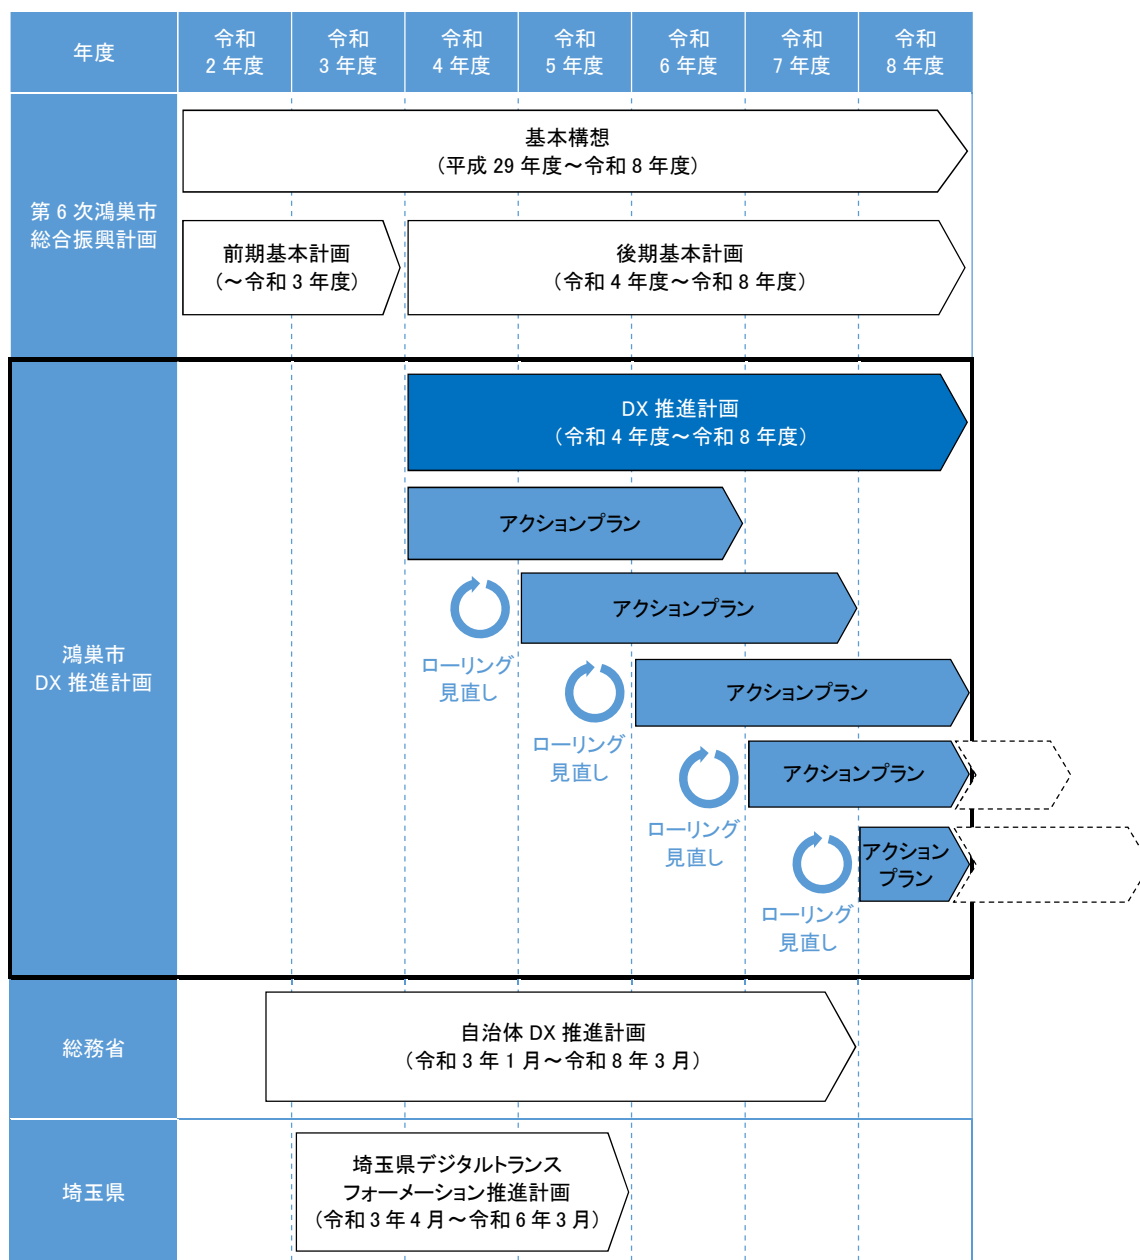 年度
令和
2 年度
令和
3 年度
令和
4 年度
令和
5 年度
令和
6 年度
令和
7 年度
令和
8 年度
第 6 次鴻巣市
総合振興計画
基本構想
（平成 29 年度～令和 8 年度）
前期基本計画
（～令和 3 年度）
後期基本計画
（令和 4 年度～令和 8 年度）
鴻巣市
DX 推進計画
DX 推進計画
（令和 4 年度～令和 8 年度）
アクションプラン
アクションプラン
ローリング
見直し
アクションプラン
ローリング
見直し
アクションプラン
ローリング
見直し
アクション
プラン
ローリング
見直し
総務省
自治体 DX 推進計画
（令和 3 年 1 月～令和 8 年 3 月）
埼玉県
埼玉県デジタルトランス
フォーメーション推進計画
（令和 3 年 4 月～令和 6 年 3 月）